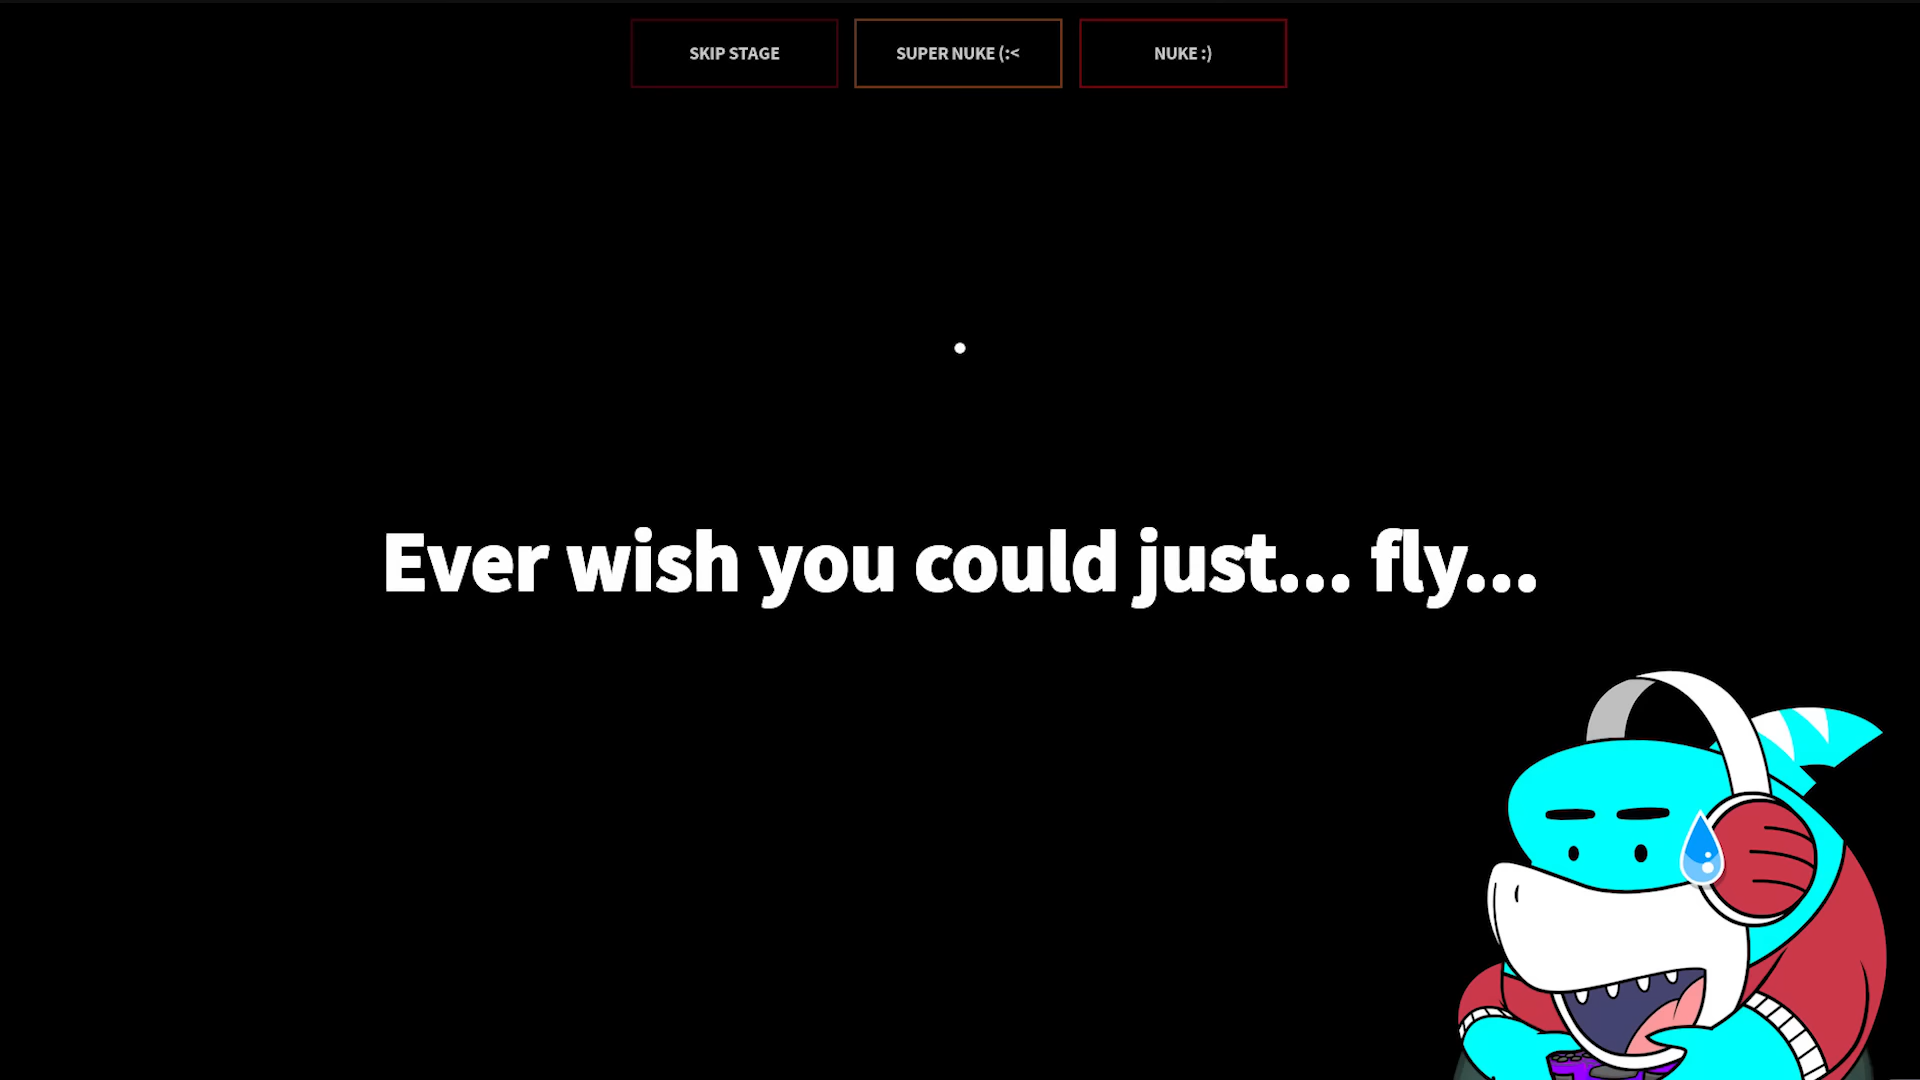 SKIP STAGE
SUPER NUKE (:<
NUKE :)
Ever wish you could just... fly...